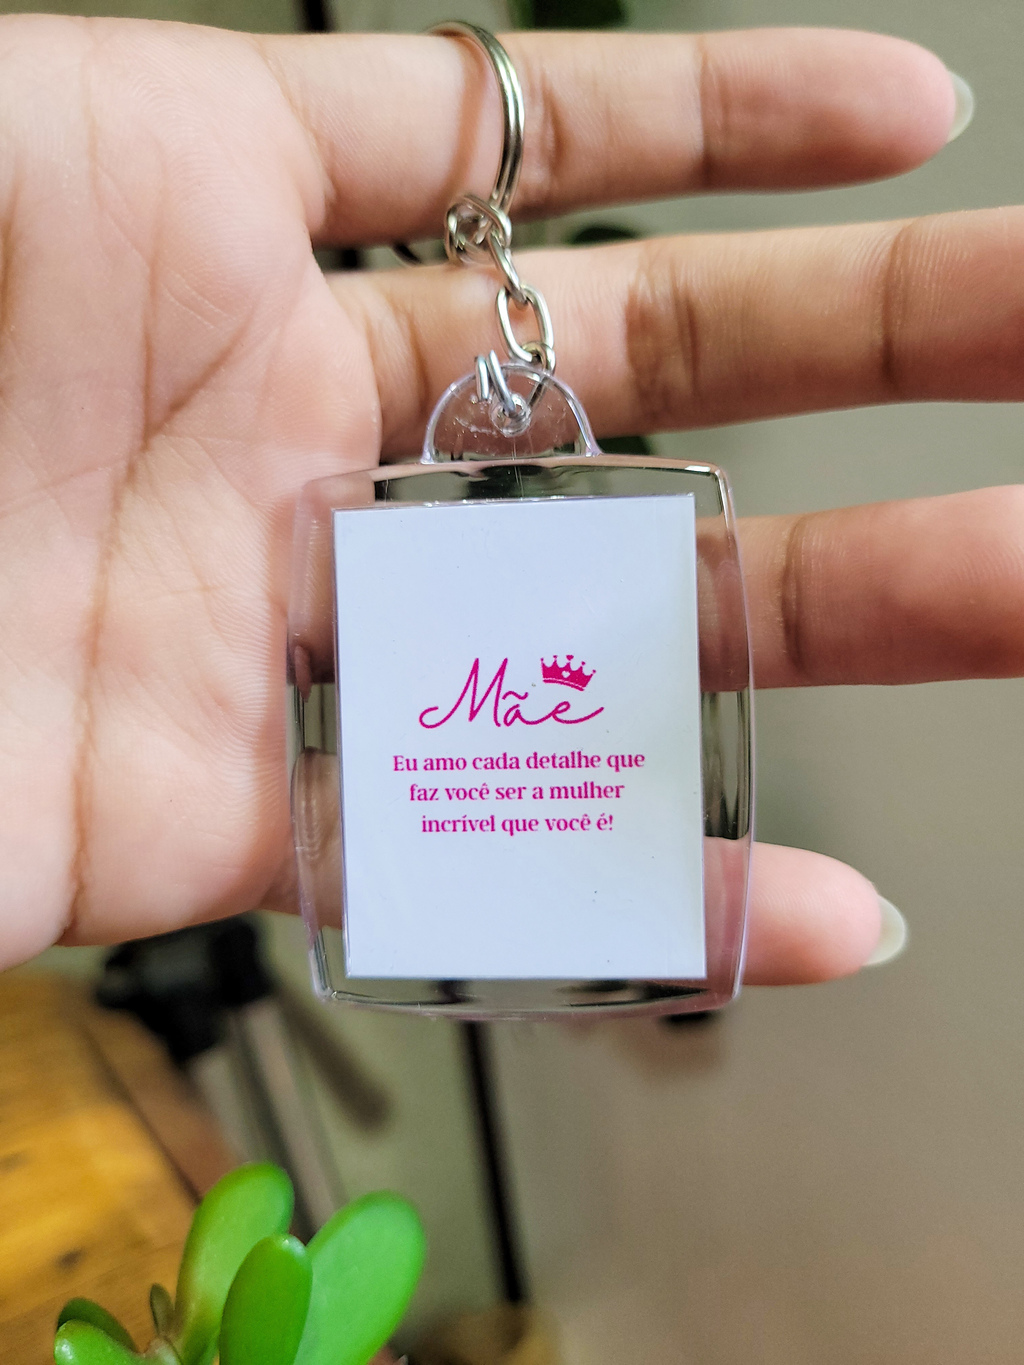 Mãe
Eu amo cada detalhe que
faz você ser a mulher
incrível que você é!